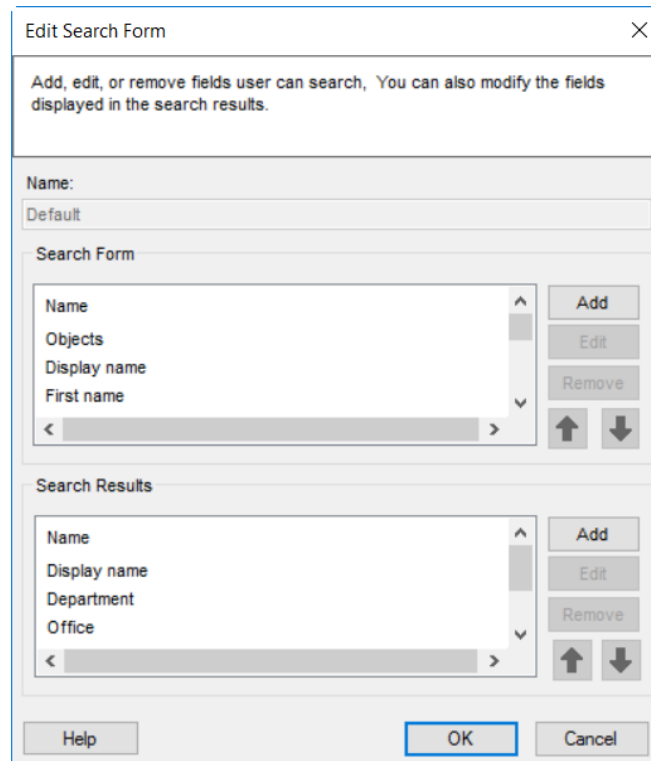 Edit Search Form
Add, edit, or remove fields user can search, You can also modify the fields
displayed in the search results.
Name:
Default
Search Form
Name
Objects
Display name
First name
Add
Edit
Remove
Search Results
Name
Display name
Department
Office
Add
Edit
Remove
Help
OK
Cancel